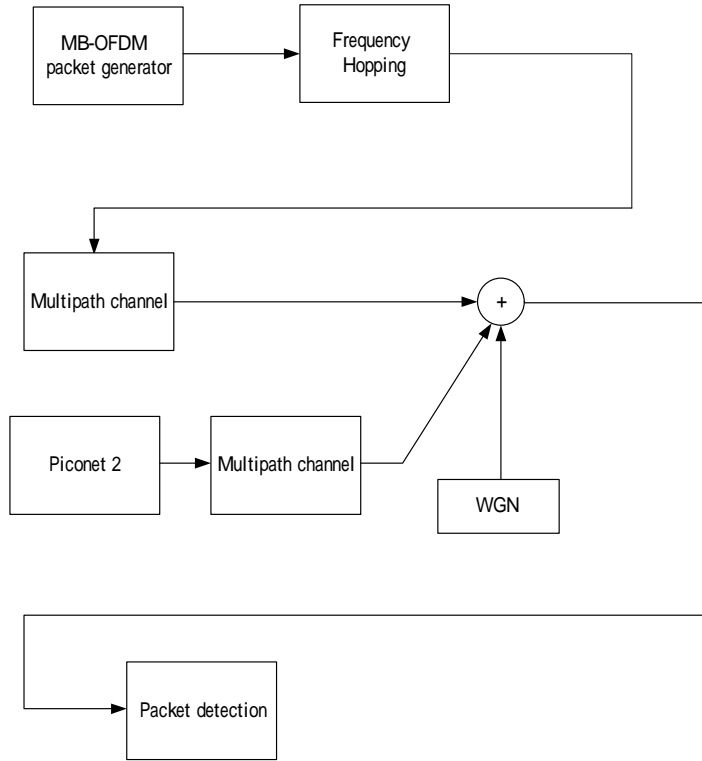 MB-OFDM
packet generator
Frequency
Hopping
Multipath channel
+
Piconet 2
Multipath channel
WGN
Packet detection